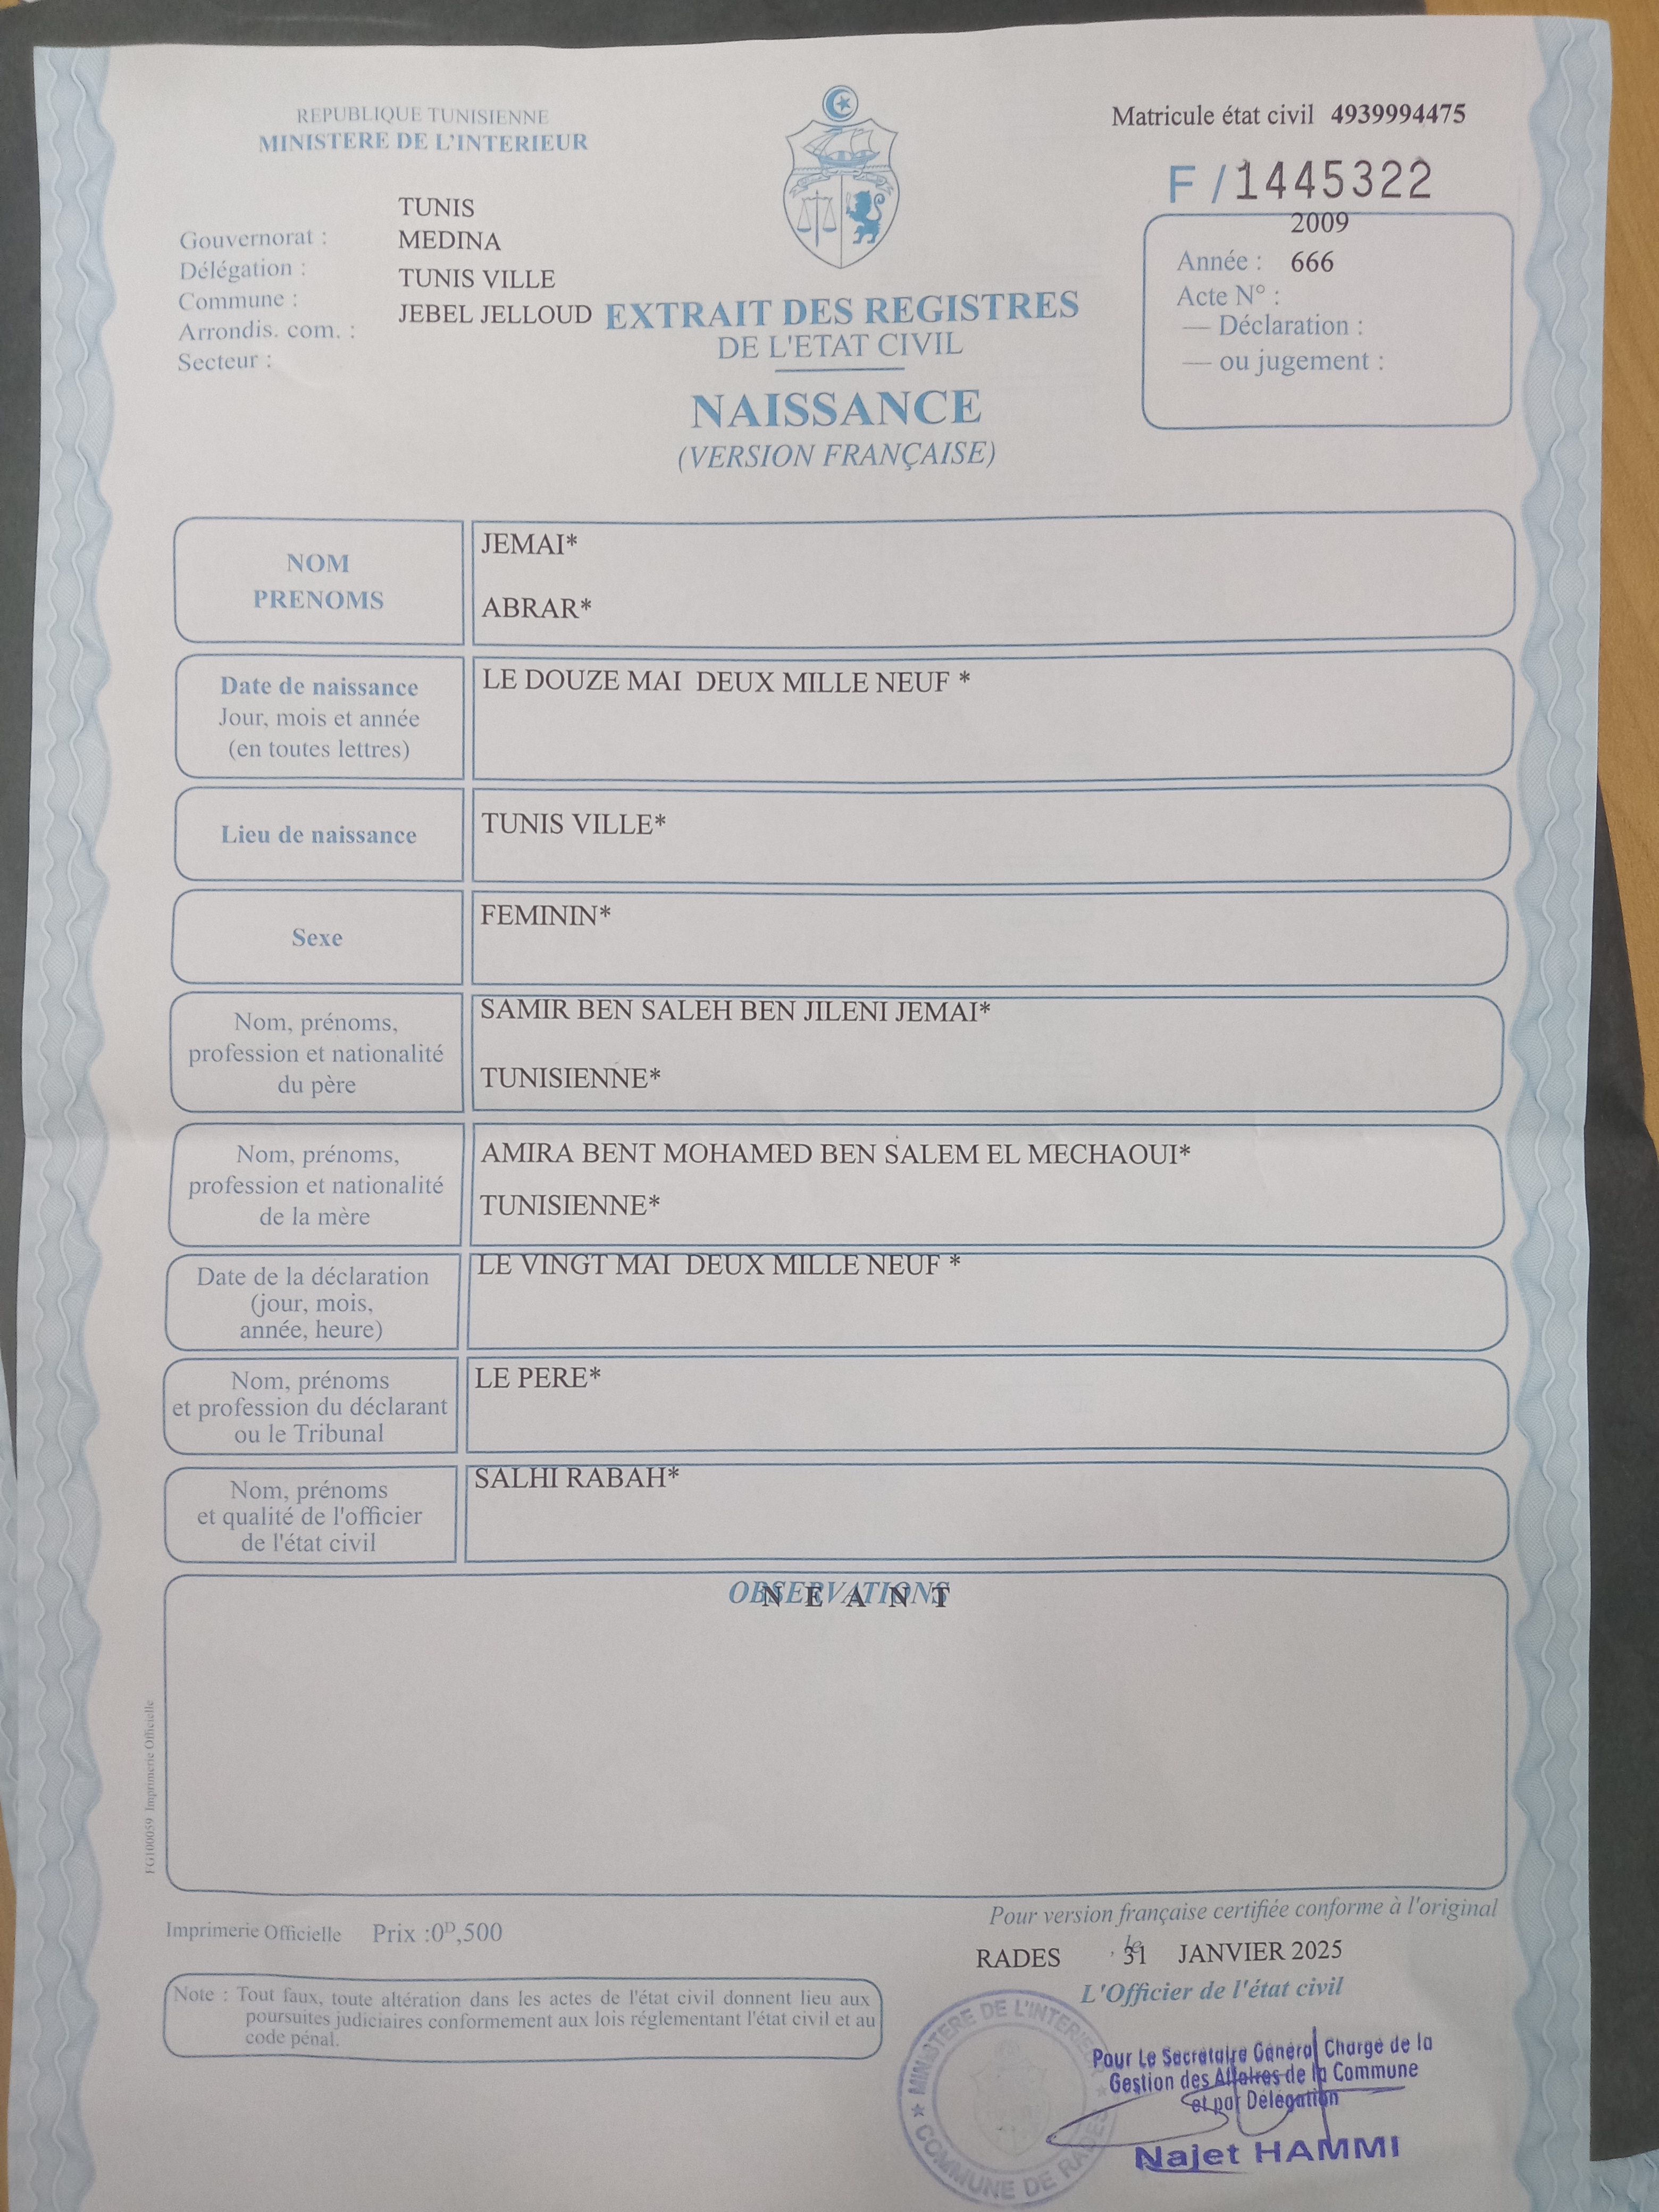 REPUBLIQUE TUNISIENNE
MINISTERE DE L'INTERIEUR
Matricule état civil 4939994475
F / 1445322
TUNIS
Gouvernorat : MEDINA
Délégation : TUNIS VILLE
Commune :
Arrondis. com. : JEBEL JELLOUD
Secteur :
2009
Année : 666
Acte N° :
— Déclaration :
— ou jugement :
EXTRAIT DES REGISTRES
DE L'ETAT CIVIL
NAISSANCE
(VERSION FRANÇAISE)
NOM
PRENOMS
JEMAI*
ABRAR*
Date de naissance
Jour, mois et année
(en toutes lettres)
LE DOUZE MAI DEUX MILLE NEUF *
Lieu de naissance
TUNIS VILLE*
Sexe
FEMININ*
Nom, prénoms,
profession et nationalité
du père
SAMIR BEN SALEH BEN JILENI JEMAI*
TUNISIENNE*
Nom, prénoms,
profession et nationalité
de la mère
AMIRA BENT MOHAMED BEN SALEM EL MECHAOUI*
TUNISIENNE*
Date de la déclaration
(jour, mois,
année, heure)
LE VINGT MAI DEUX MILLE NEUF *
Nom, prénoms
et profession du déclarant
ou le Tribunal
LE PERE*
Nom, prénoms
et qualité de l'officier
de l'état civil
SALHI RABAH*
OBSERVATIONS
N E A N T
FG100059 Imprimerie Officielle
Imprimerie Officielle Prix :0ᴰ,500
Pour version française certifiée conforme à l'original
RADES , le 31 JANVIER 2025
L'Officier de l'état civil
Note : Tout faux, toute altération dans les actes de l'état civil donnent lieu aux
poursuites judiciaires conformement aux lois réglementant l'état civil et au
code pénal.
MINISTERE DE L'INTERIEUR
COMMUNE DE RADES
Pour Le Secrétaire Général Chargé de la
Gestion des Affaires de la Commune
et par Délégation
Najet HAMMI